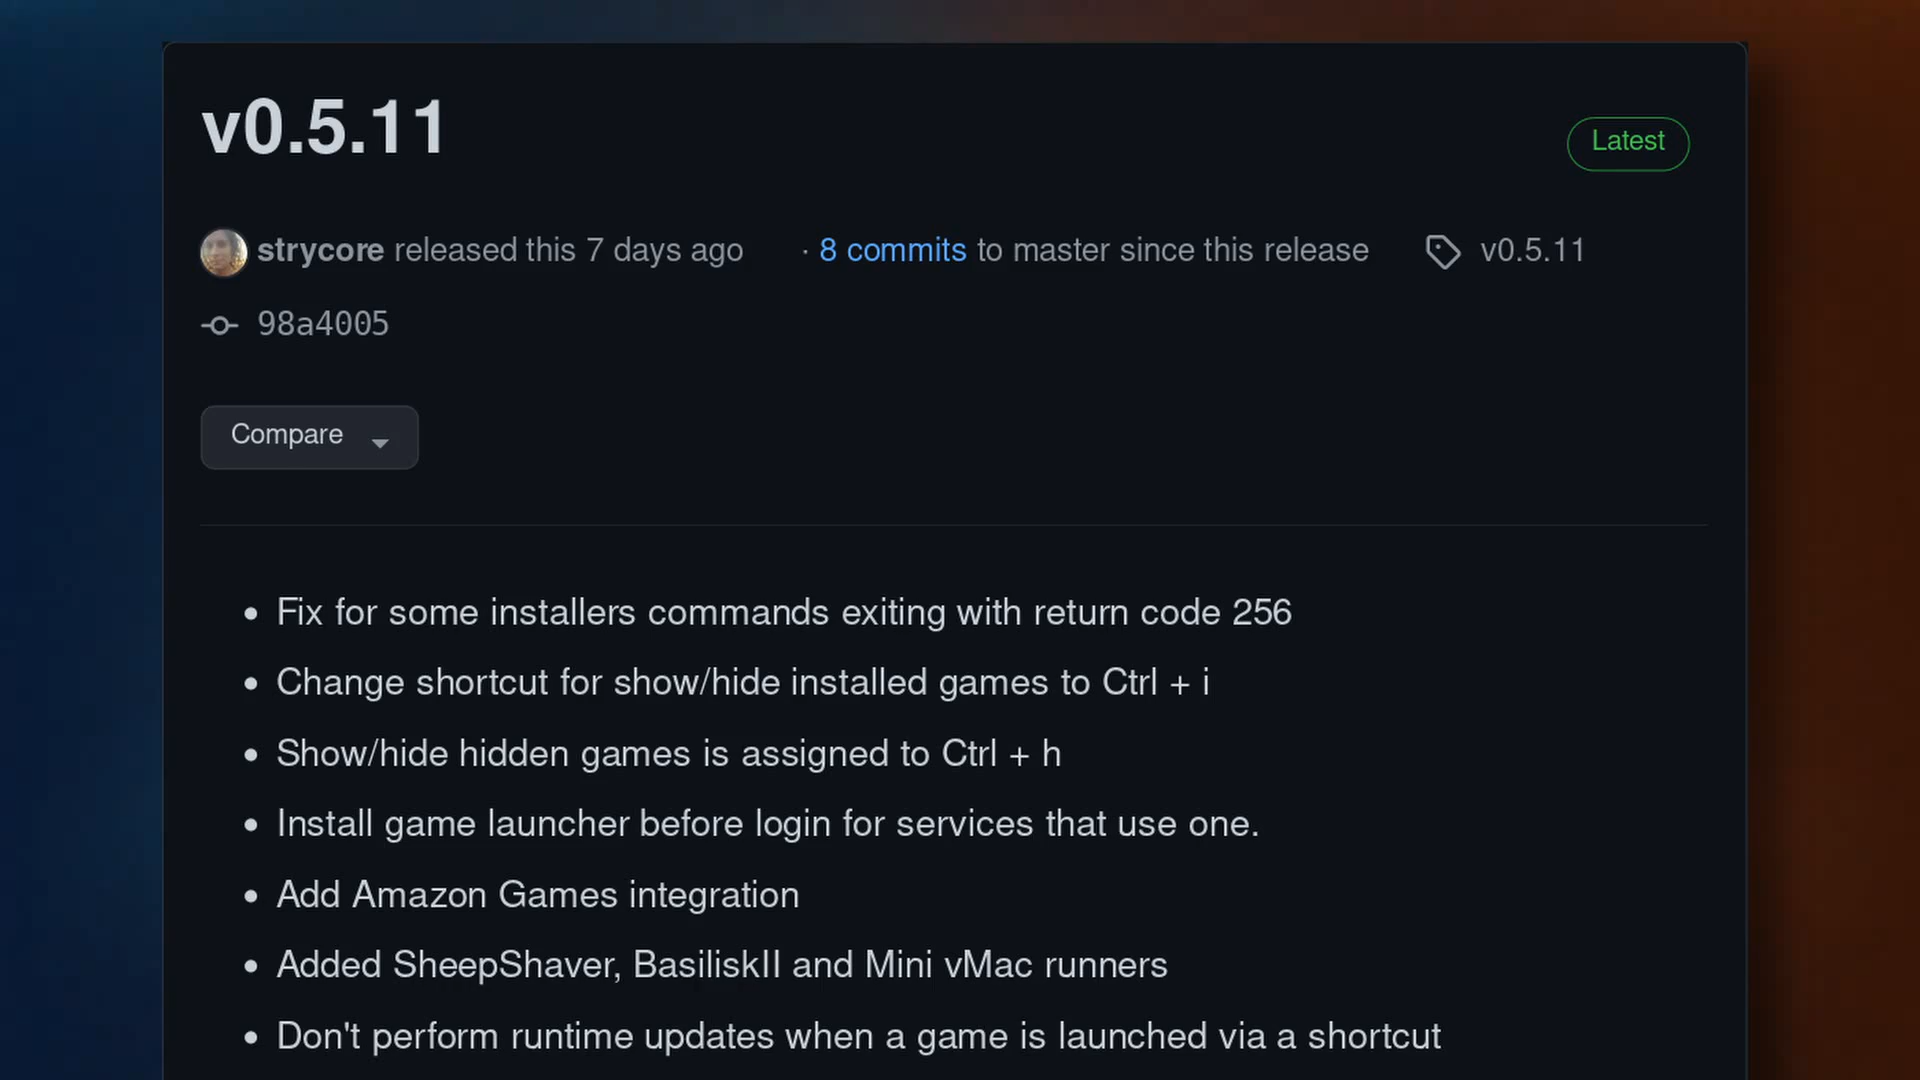 v0.5.11
Latest
strycore released this 7 days ago · 8 commits to master since this release v0.5.11
98a4005
Compare
• Fix for some installers commands exiting with return code 256
• Change shortcut for show/hide installed games to Ctrl + i
• Show/hide hidden games is assigned to Ctrl + h
• Install game launcher before login for services that use one.
• Add Amazon Games integration
• Added SheepShaver, BasiliskII and Mini vMac runners
• Don't perform runtime updates when a game is launched via a shortcut